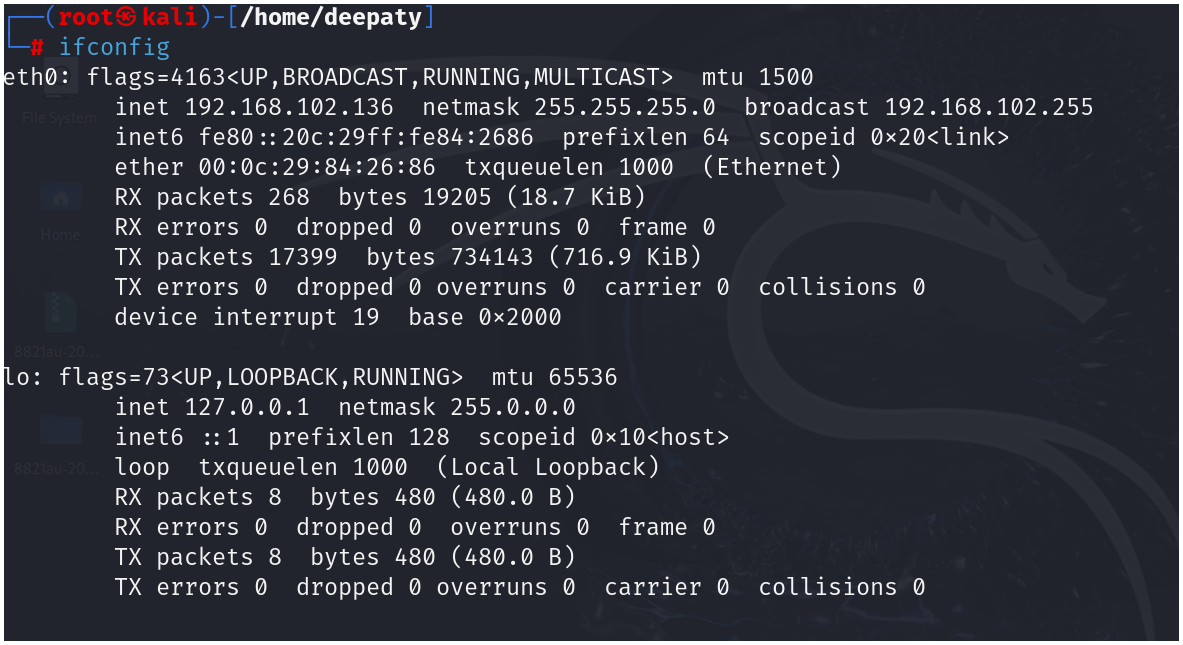 ┌──(root㉿kali)-[/home/deepaty]
└─# ifconfig
eth0: flags=4163<UP,BROADCAST,RUNNING,MULTICAST>  mtu 1500
        inet 192.168.102.136  netmask 255.255.255.0  broadcast 192.168.102.255
File System
        inet6 fe80::20c:29ff:fe84:2686  prefixlen 64  scopeid 0×20<link>
        ether 00:0c:29:84:26:86  txqueuelen 1000  (Ethernet)
        RX packets 268  bytes 19205 (18.7 KiB)
        RX errors 0  dropped 0  overruns 0  frame 0
Home
        TX packets 17399  bytes 734143 (716.9 KiB)
        TX errors 0  dropped 0 overruns 0  carrier 0  collisions 0
        device interrupt 19  base 0×2000
8821au-20...
lo: flags=73<UP,LOOPBACK,RUNNING>  mtu 65536
        inet 127.0.0.1  netmask 255.0.0.0
        inet6 ::1  prefixlen 128  scopeid 0×10<host>
        loop  txqueuelen 1000  (Local Loopback)
8821au-20...
        RX packets 8  bytes 480 (480.0 B)
        RX errors 0  dropped 0  overruns 0  frame 0
        TX packets 8  bytes 480 (480.0 B)
        TX errors 0  dropped 0 overruns 0  carrier 0  collisions 0